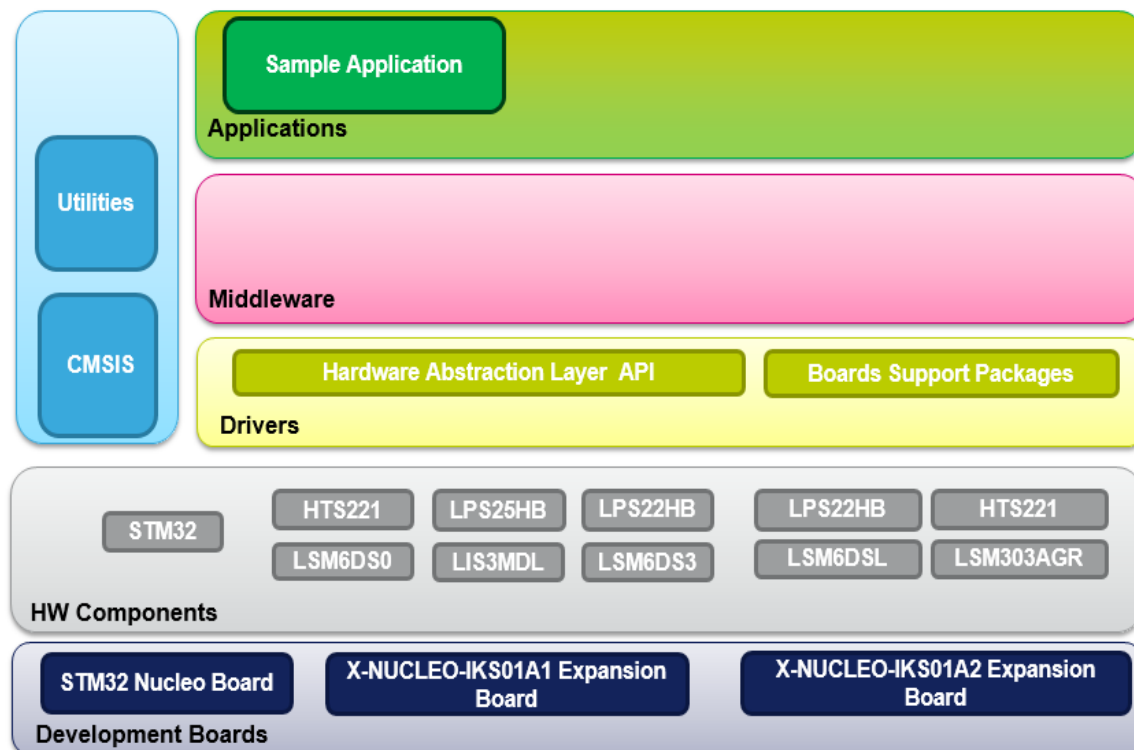 Sample Application
Applications
Utilities
Middleware
CMSIS
Hardware Abstraction Layer API
Boards Support Packages
Drivers
STM32
HTS221
LPS25HB
LPS22HB
LPS22HB
HTS221
LSM6DS0
LIS3MDL
LSM6DS3
LSM6DSL
LSM303AGR
HW Components
STM32 Nucleo Board
X-NUCLEO-IKS01A1 Expansion
Board
X-NUCLEO-IKS01A2 Expansion
Board
Development Boards